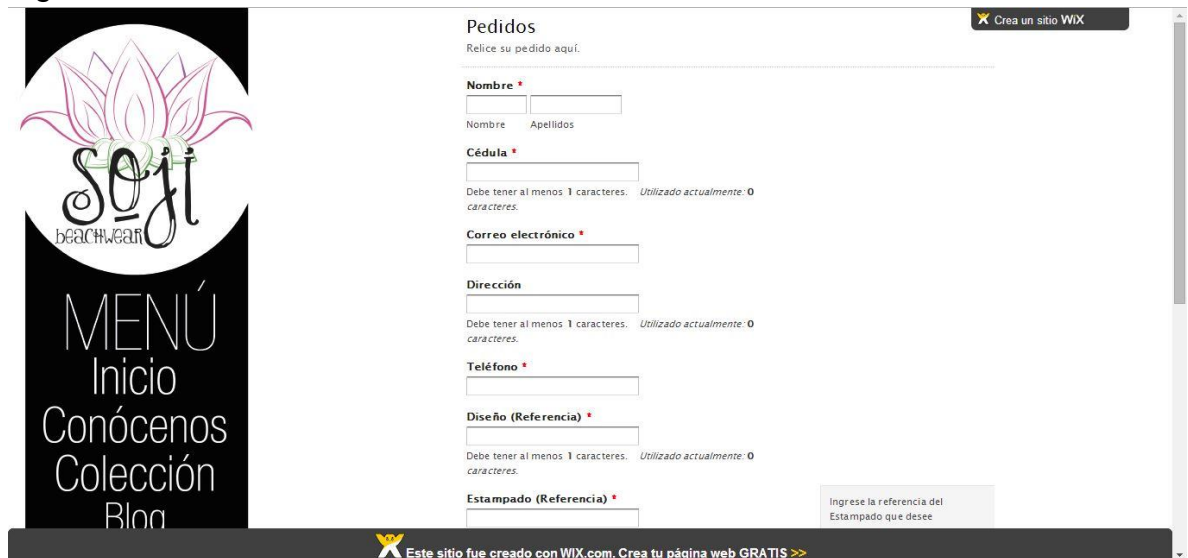 Pedidos
Crea un sitio WiX
Relice su pedido aquí.
Nombre *
Nombre Apellidos
Cédula *
Debe tener al menos 1 caracteres. Utilizado actualmente: 0
caracteres.
Correo electrónico *
Dirección
Debe tener al menos 1 caracteres. Utilizado actualmente: 0
caracteres.
Teléfono *
Diseño (Referencia) *
Debe tener al menos 1 caracteres. Utilizado actualmente: 0
caracteres.
Estampado (Referencia) *
Ingrese la referencia del
Estampado que desee
soji
beachwear
MENÚ
Inicio
Conócenos
Colección
Blog
Este sitio fue creado con WIX.com. Crea tu página web GRATIS >>